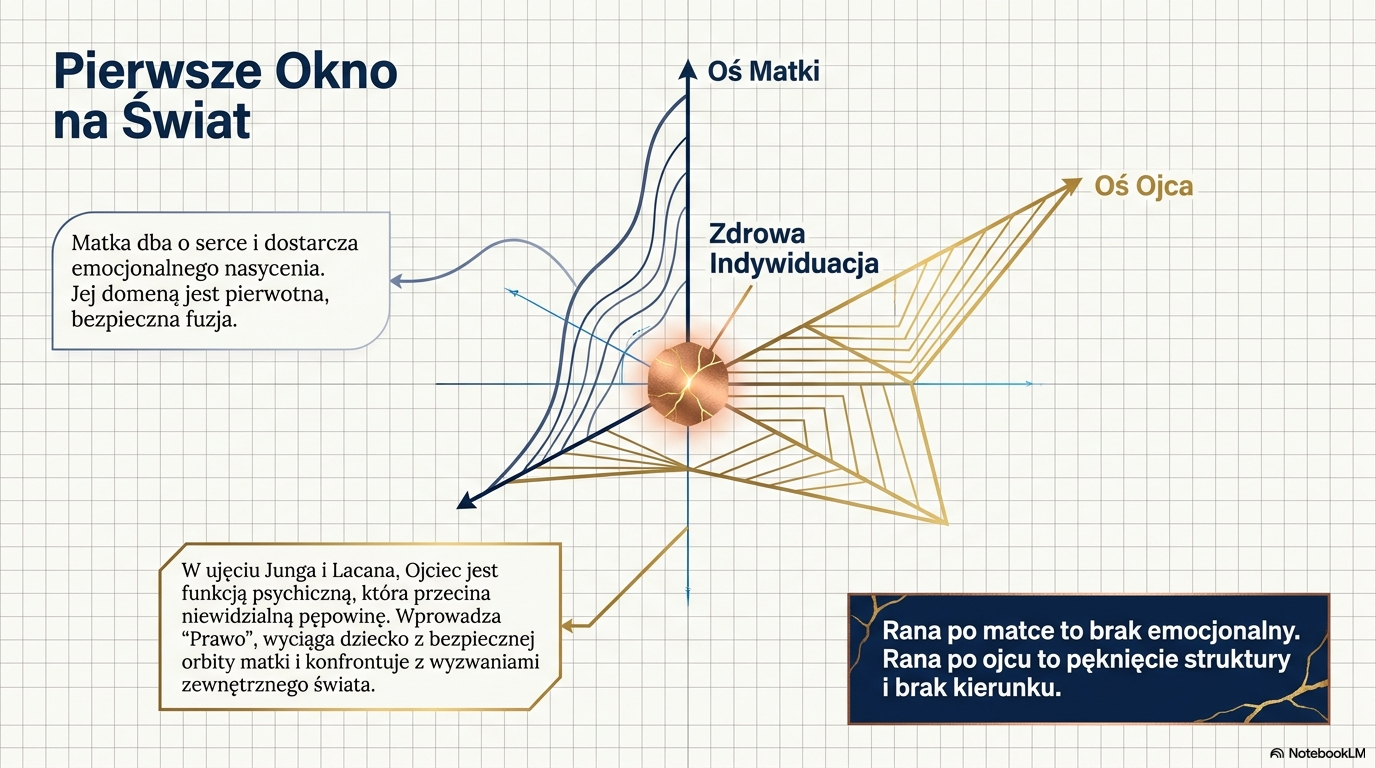 Pierwsze Okno
na Świat
Oś Matki
Oś Ojca
Zdrowa
Indywiduacja
Matka dba o serce i dostarcza
emocjonalnego nasycenia.
Jej domeną jest pierwotna,
bezpieczna fuzja.
W ujęciu Junga i Lacana, Ojciec jest
funkcją psychiczną, która przecina
niewidzialną pępowinę. Wprowadza
“Prawo”, wyciąga dziecko z bezpiecznej
orbity matki i konfrontuje z wyzwaniami
zewnętrznego świata.
Rana po matce to brak emocjonalny.
Rana po ojcu to pęknięcie struktury
i brak kierunku.
NotebookLM